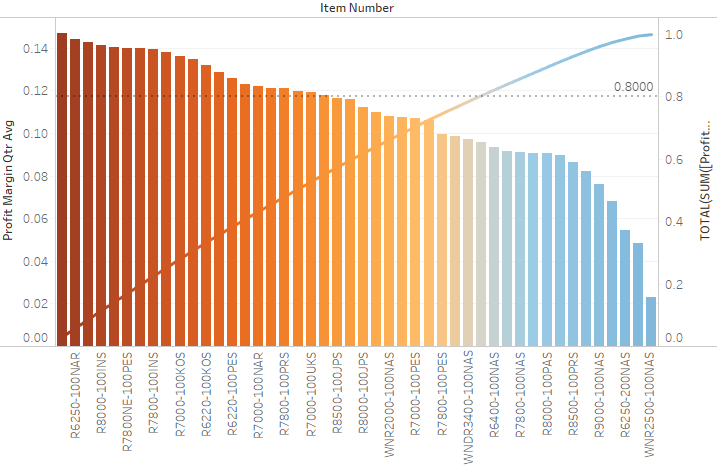 Item Number
Profit Margin Qtr Avg
0.14
0.12
0.10
0.08
0.06
0.04
0.02
0.00
0.8000
1.0
0.8
0.6
0.4
0.2
0.0
TOTAL(SUM([Profit...
R6250-100NAR
R8000-100INS
R7800NE-100PES
R7800-100INS
R7000-100KOS
R6220-100KOS
R6220-100PES
R7000-100NAR
R7800-100PRS
R7000-100UKS
R8500-100JPS
R8000-100JPS
WNR2000-100NAS
R7000-100PES
R7800-100PES
WNDR3400-100NAS
R6400-100NAS
R7800-100NAS
R8000-100PAS
R8500-100PRS
R9000-100NAS
R6250-200NAS
WNR2500-100NAS